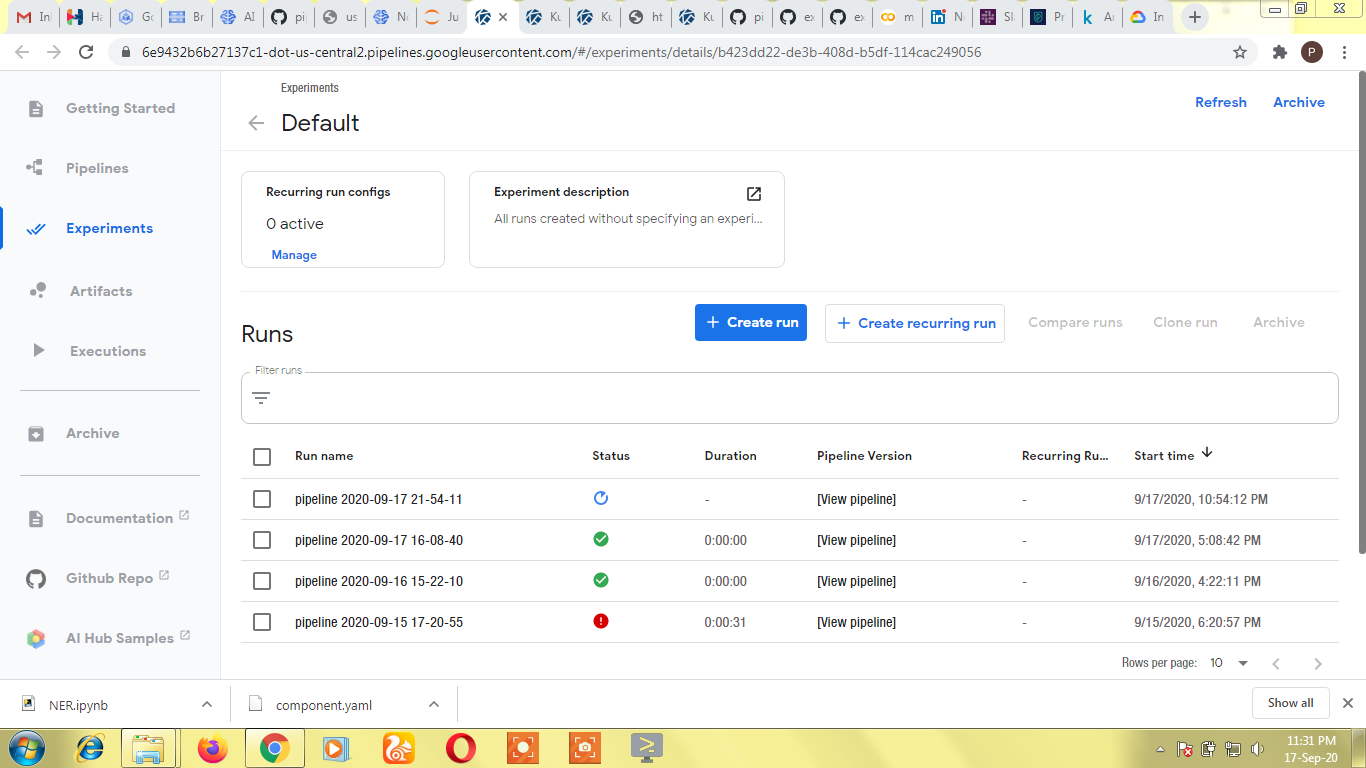 In
Ha
Go
Br
AI
pi
us
No
Ju
Ku
Ku
ht
Ku
pi
ex
ex
m
N
Sl
Pr
Ar
In
6e9432b6b27137c1-dot-us-central2.pipelines.googleusercontent.com/#/experiments/details/b423dd22-de3b-408d-b5df-114cac249056
P
Getting Started
Pipelines
Experiments
Artifacts
Executions
Archive
Documentation
Github Repo
AI Hub Samples
Experiments
Default
Refresh Archive
Recurring run configs
0 active
Manage
Experiment description
All runs created without specifying an experi...
Runs
+ Create run + Create recurring run Compare runs Clone run Archive
Filter runs
Run name Status Duration Pipeline Version Recurring Ru... Start time
pipeline 2020-09-17 21-54-11 - [View pipeline] - 9/17/2020, 10:54:12 PM
pipeline 2020-09-17 16-08-40 0:00:00 [View pipeline] - 9/17/2020, 5:08:42 PM
pipeline 2020-09-16 15-22-10 0:00:00 [View pipeline] - 9/16/2020, 4:22:11 PM
pipeline 2020-09-15 17-20-55 0:00:31 [View pipeline] - 9/15/2020, 6:20:57 PM
Rows per page: 10
NER.ipynb component.yaml Show all
11:31 PM
17-Sep-20